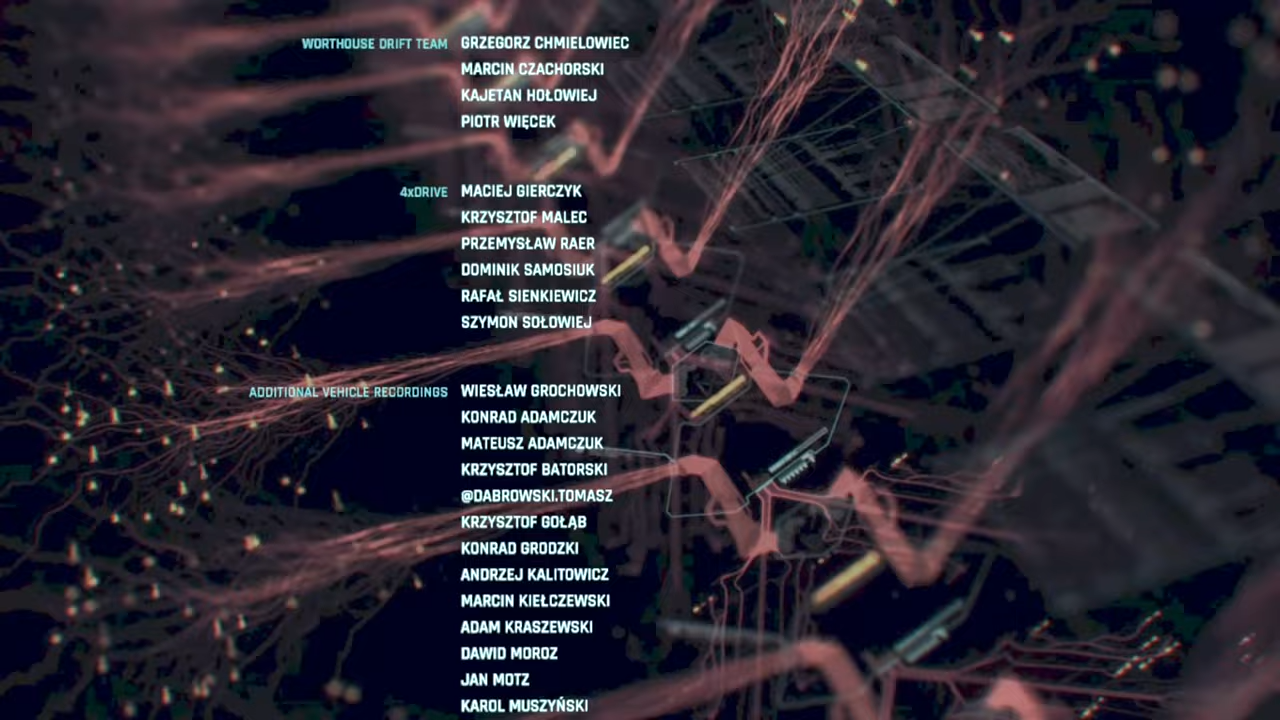 WORTHOUSE DRIFT TEAM GRZEGORZ CHMIELOWIEC
MARCIN CZACHORSKI
KAJETAN HOŁOWIEJ
PIOTR WIĘCEK
4xDRIVE MACIEJ GIERCZYK
KRZYSZTOF MALEC
PRZEMYSŁAW RAER
DOMINIK SAMOSIUK
RAFAŁ SIENKIEWICZ
SZYMON SOŁOWIEJ
ADDITIONAL VEHICLE RECORDINGS WIESŁAW GROCHOWSKI
KONRAD ADAMCZUK
MATEUSZ ADAMCZUK
KRZYSZTOF BATORSKI
@DABROWSKI.TOMASZ
KRZYSZTOF GOŁĄB
KONRAD GRODZKI
ANDRZEJ KALITOWICZ
MARCIN KIEŁCZEWSKI
ADAM KRASZEWSKI
DAWID MOROZ
JAN MOTZ
KAROL MUSZYŃSKI